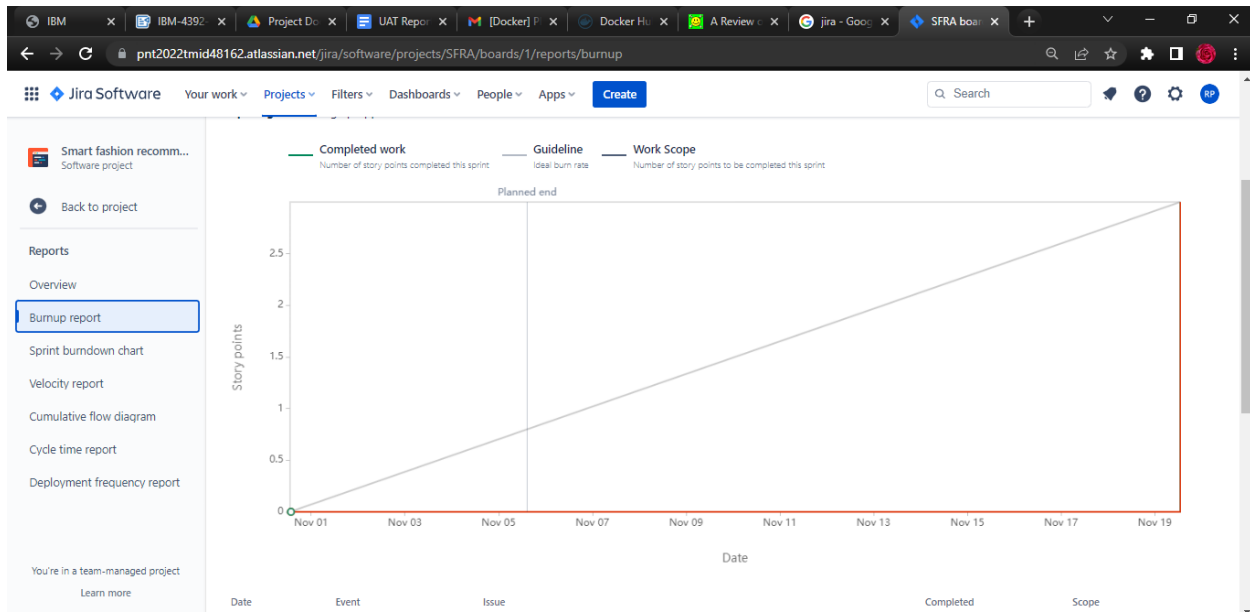 IBM
IBM-4392-
Project Do
UAT Repor
[Docker] P
Docker Hu
A Review c
jira - Goog
SFRA boar
pnt2022tmid48162.atlassian.net/jira/software/projects/SFRA/boards/1/reports/burnup
Jira Software Your work Projects Filters Dashboards People Apps Create Search RP
Smart fashion recomm...
Software project
Back to project
Reports
Overview
Burnup report
Sprint burndown chart
Velocity report
Cumulative flow diagram
Cycle time report
Deployment frequency report
You're in a team-managed project
Learn more
Completed work
Number of story points completed this sprint
Guideline
Ideal burn rate
Work Scope
Number of story points to be completed this sprint
Planned end
Story points
2.5
2
1.5
1
0.5
0
Nov 01 Nov 03 Nov 05 Nov 07 Nov 09 Nov 11 Nov 13 Nov 15 Nov 17 Nov 19
Date
Date Event Issue Completed Scope